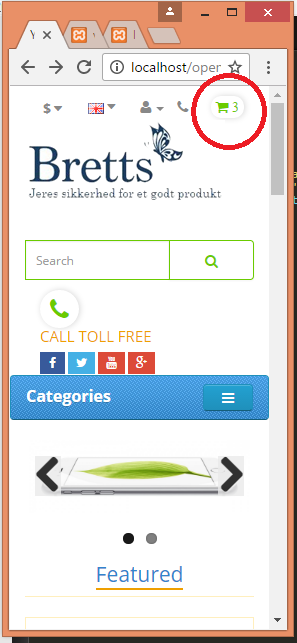 Y
localhost/oper
$
3
Bretts
Jeres sikkerhed for et godt produkt
Search
CALL TOLL FREE
Categories
Featured